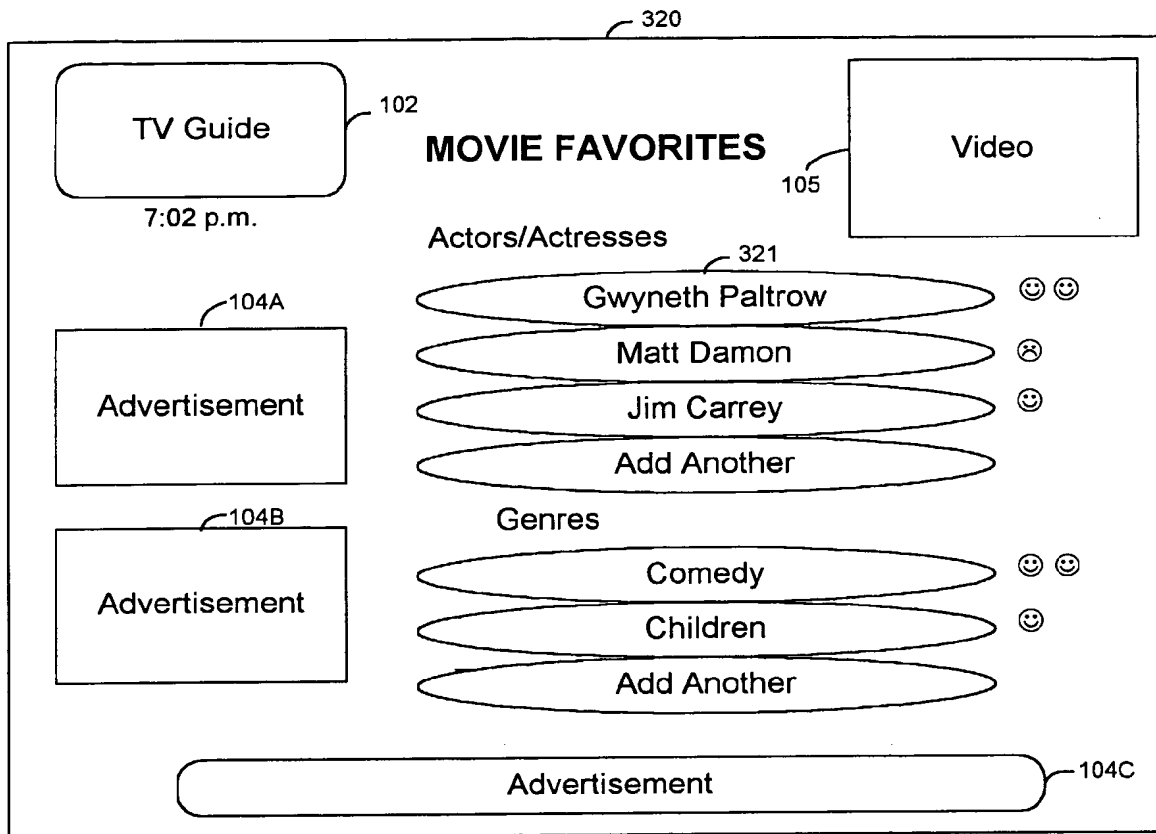 320
TV Guide
102
MOVIE FAVORITES
Video
105
7:02 p.m.
Actors/Actresses
321
Gwyneth Paltrow
104A
Matt Damon
Advertisement
Jim Carrey
Add Another
104B
Genres
Advertisement
Comedy
Children
Add Another
Advertisement
104C